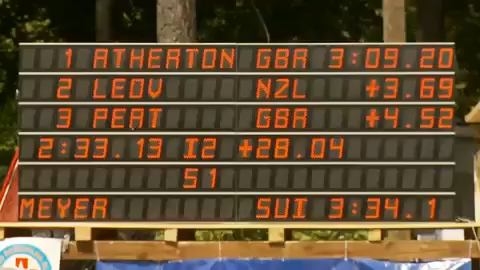 1 ATHERTON GBR 3:09.20
2 LEOV NZL +3.69
3 PEAT GBR +4.52
2:33.13 I2 +28.04
51
MEYER SUI 3:34.1